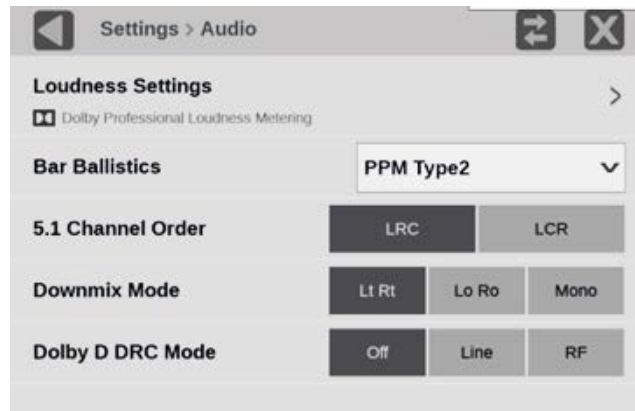 Settings > Audio
Loudness Settings
Dolby Professional Loudness Metering
Bar Ballistics PPM Type2
5.1 Channel Order LRC LCR
Downmix Mode Lt Rt Lo Ro Mono
Dolby D DRC Mode Off Line RF